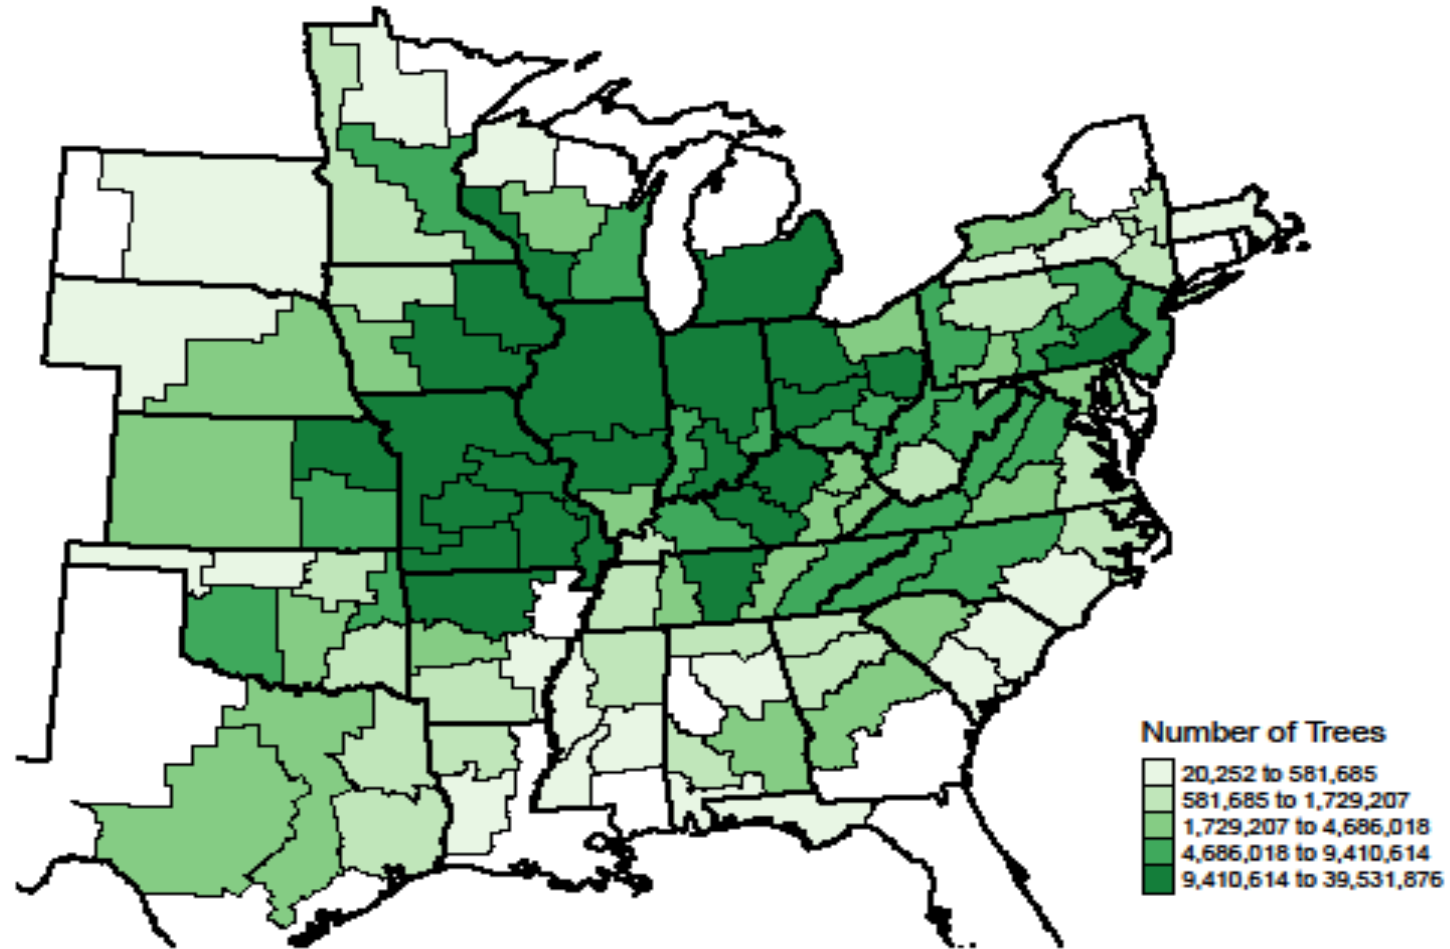 Number of Trees
20,252 to 581,685
581,685 to 1,729,207
1,729,207 to 4,686,018
4,686,018 to 9,410,614
9,410,614 to 39,531,876